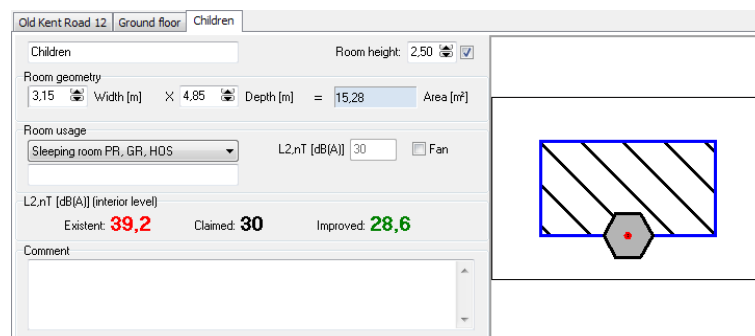 Old Kent Road 12 Ground floor Children
Children Room height: 2,50
Room geometry
3,15 Width [m] X 4,85 Depth [m] = 15,28 Area [m²]
Room usage
Sleeping room PR, GR, HOS L2,nT [dB(A)] 30 Fan
L2,nT [dB(A)] (interior level)
Existent: 39,2 Claimed: 30 Improved: 28,6
Comment